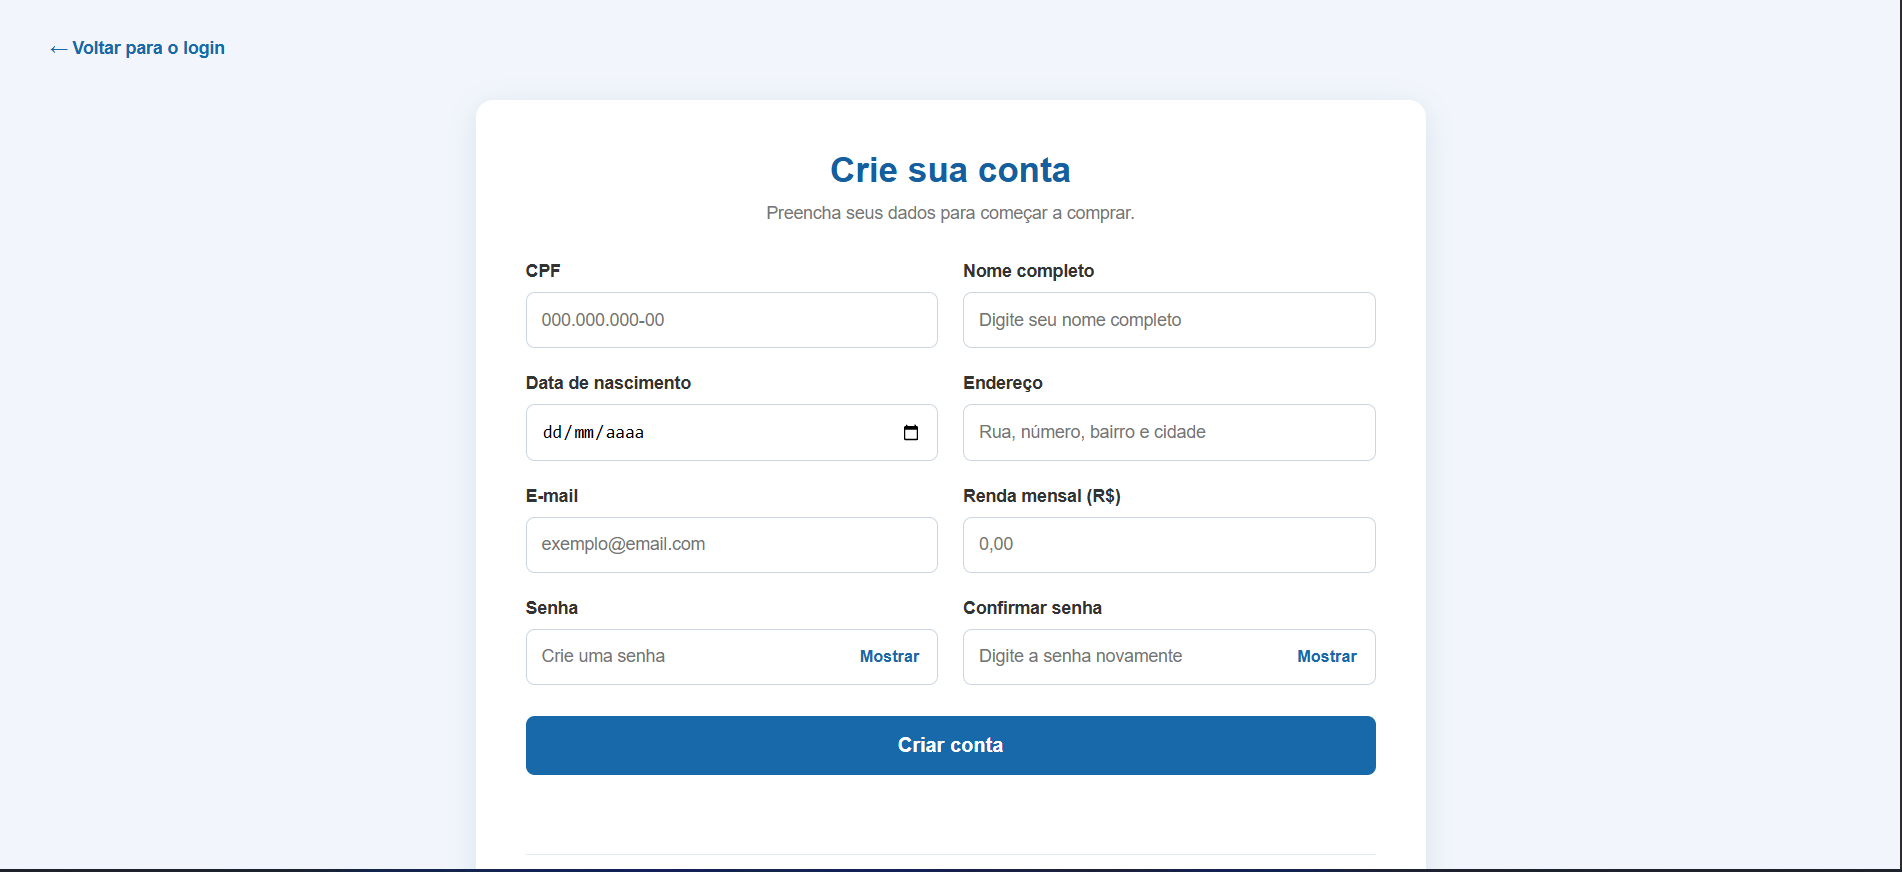 ← Voltar para o login
Crie sua conta
Preencha seus dados para começar a comprar.
CPF
000.000.000-00
Nome completo
Digite seu nome completo
Data de nascimento
dd/mm/aaaa
Endereço
Rua, número, bairro e cidade
E-mail
exemplo@email.com
Renda mensal (R$)
0,00
Senha
Crie uma senha
Mostrar
Confirmar senha
Digite a senha novamente
Mostrar
Criar conta